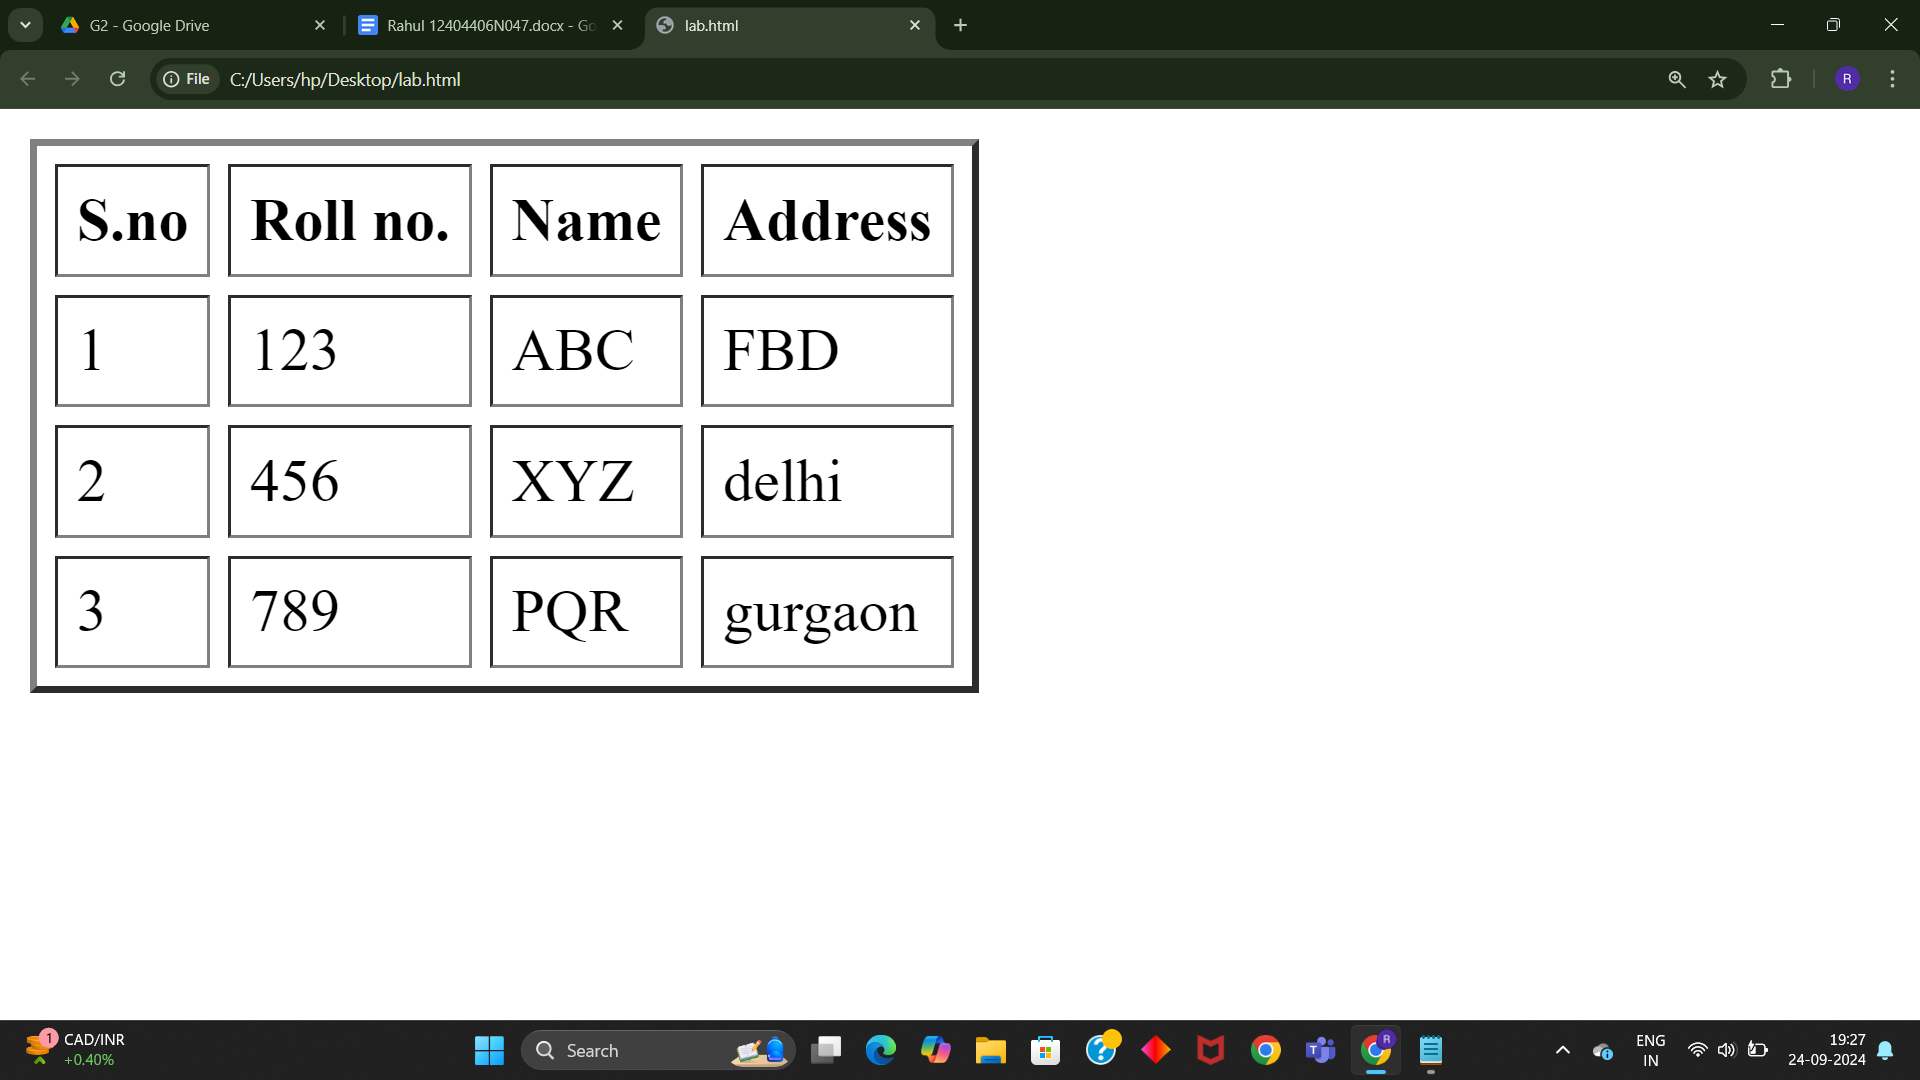 G2 - Google Drive
Rahul 12404406N047.docx - Go
lab.html
File C:/Users/hp/Desktop/lab.html
R
S.no Roll no. Name Address
1 123 ABC FBD
2 456 XYZ delhi
3 789 PQR gurgaon
1 CAD/INR
+0.40%
Search
R
ENG
IN
19:27
24-09-2024